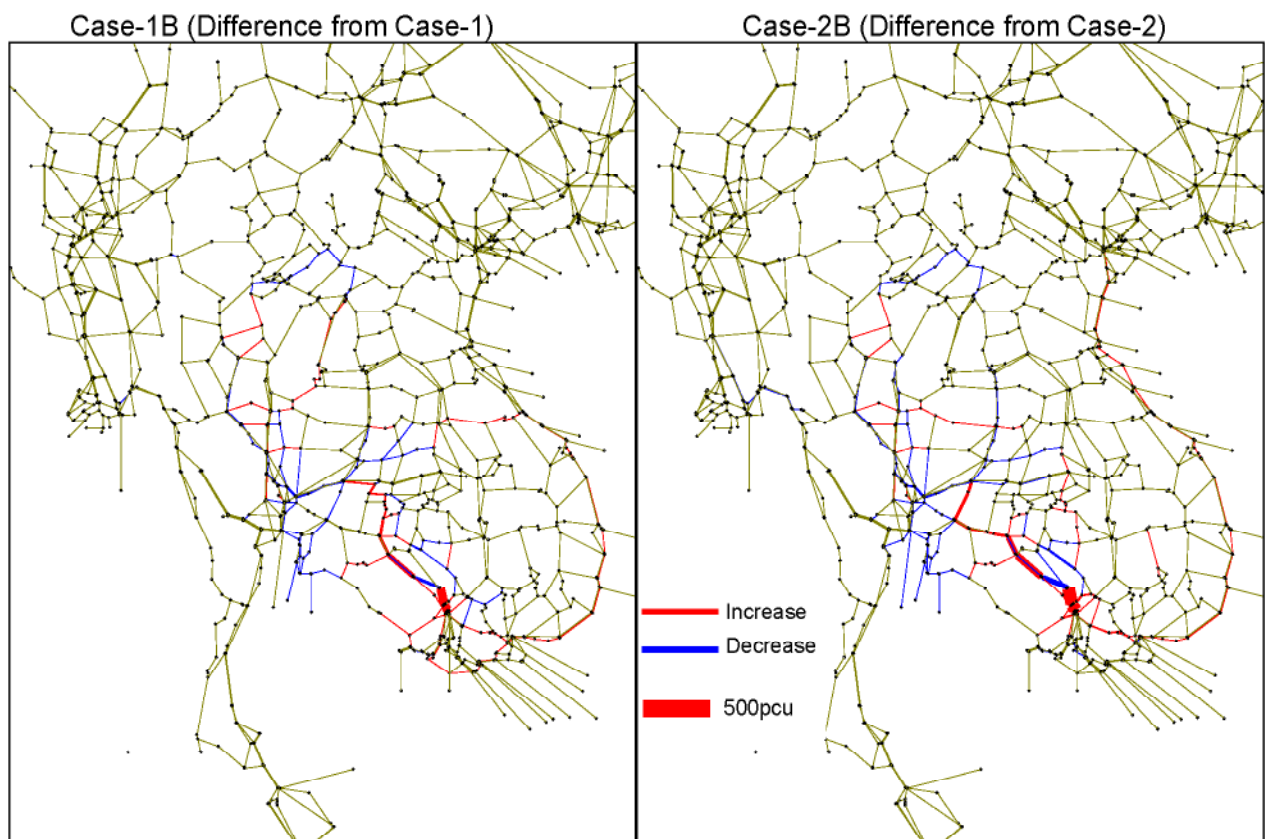 Case-1B (Difference from Case-1)
Case-2B (Difference from Case-2)
Increase
Decrease
500pcu